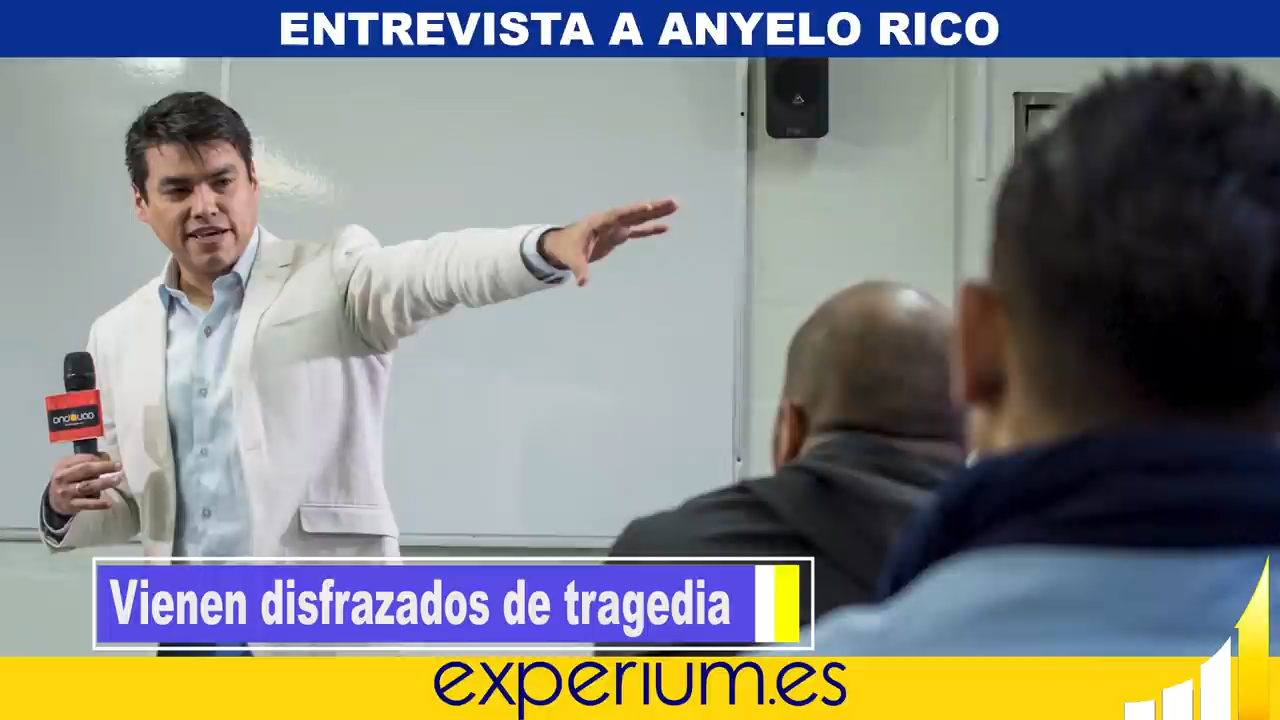 ENTREVISTA A ANYELO RICO
Vienen disfrazados de tragedia
experium.es